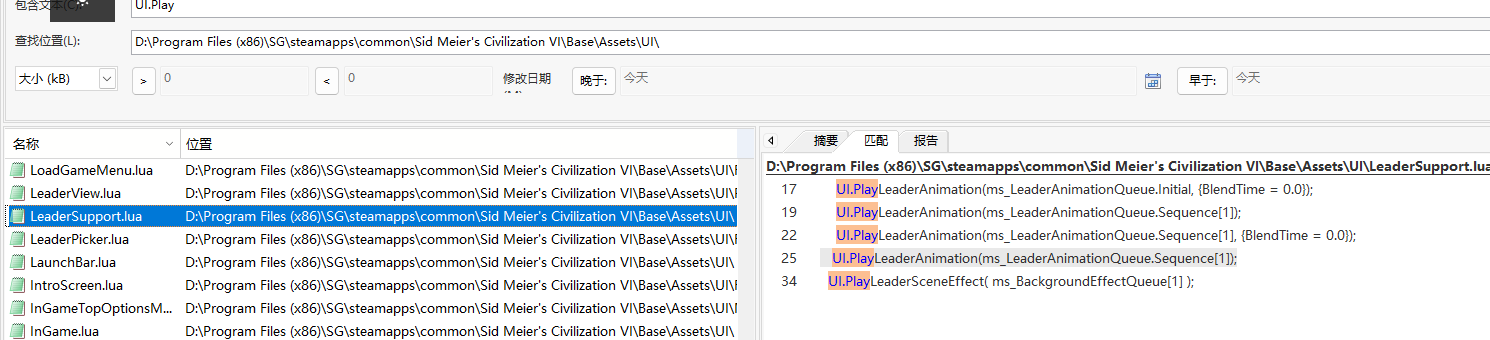 包含文本(C): UI.Play
查找位置(L): D:\Program Files (x86)\SG\steamapps\common\Sid Meier's Civilization VI\Base\Assets\UI\
大小 (kB) > 0 < 0 修改日期 晚于: 今天 早于: 今天
名称 位置
LoadGameMenu.lua D:\Program Files (x86)\SG\steamapps\common\Sid Meier's Civilization VI\Base\Assets\UI\
LeaderView.lua D:\Program Files (x86)\SG\steamapps\common\Sid Meier's Civilization VI\Base\Assets\UI\
LeaderSupport.lua D:\Program Files (x86)\SG\steamapps\common\Sid Meier's Civilization VI\Base\Assets\UI\
LeaderPicker.lua D:\Program Files (x86)\SG\steamapps\common\Sid Meier's Civilization VI\Base\Assets\UI\
LaunchBar.lua D:\Program Files (x86)\SG\steamapps\common\Sid Meier's Civilization VI\Base\Assets\UI\
IntroScreen.lua D:\Program Files (x86)\SG\steamapps\common\Sid Meier's Civilization VI\Base\Assets\UI\
InGameTopOptionsM... D:\Program Files (x86)\SG\steamapps\common\Sid Meier's Civilization VI\Base\Assets\UI\
InGame.lua D:\Program Files (x86)\SG\steamapps\common\Sid Meier's Civilization VI\Base\Assets\UI\
摘要 匹配 报告
D:\Program Files (x86)\SG\steamapps\common\Sid Meier's Civilization VI\Base\Assets\UI\LeaderSupport.lua
17 UI.PlayLeaderAnimation(ms_LeaderAnimationQueue.Initial, {BlendTime = 0.0});
19 UI.PlayLeaderAnimation(ms_LeaderAnimationQueue.Sequence[1]);
22 UI.PlayLeaderAnimation(ms_LeaderAnimationQueue.Sequence[1], {BlendTime = 0.0});
25 UI.PlayLeaderAnimation(ms_LeaderAnimationQueue.Sequence[1]);
34 UI.PlayLeaderSceneEffect( ms_BackgroundEffectQueue[1] );